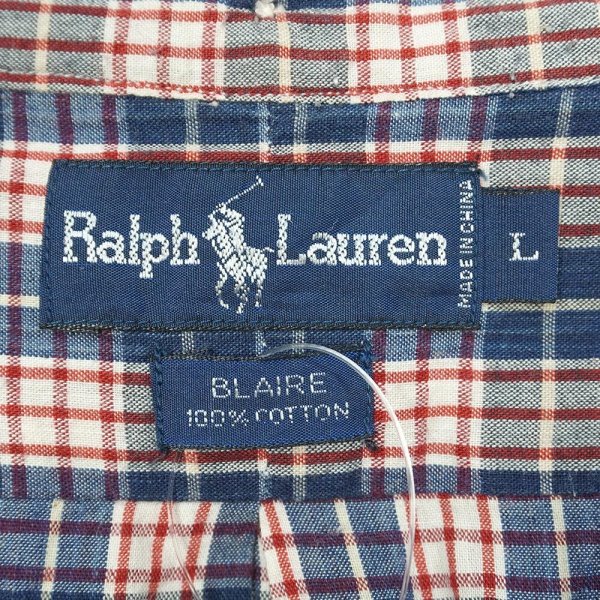 Ralph Lauren
MADE IN CHINA
L
BLAIRE
100% COTTON